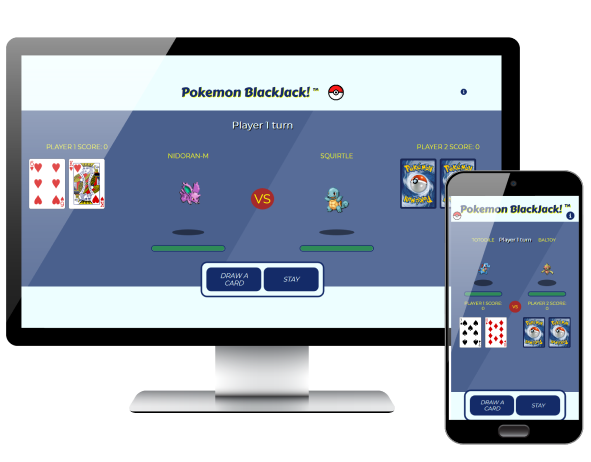 Pokemon BlackJack! ™
i
Player 1 turn
PLAYER 1 SCORE: 0
PLAYER 2 SCORE: 0
NIDORAN-M
SQUIRTLE
VS
DRAW A
CARD
STAY
Pokemon BlackJack! ™
i
Player 1 turn
BALTOY
PLAYER 1 SCORE:
0
VS
PLAYER 2 SCORE:
0
DRAW A
CARD
STAY